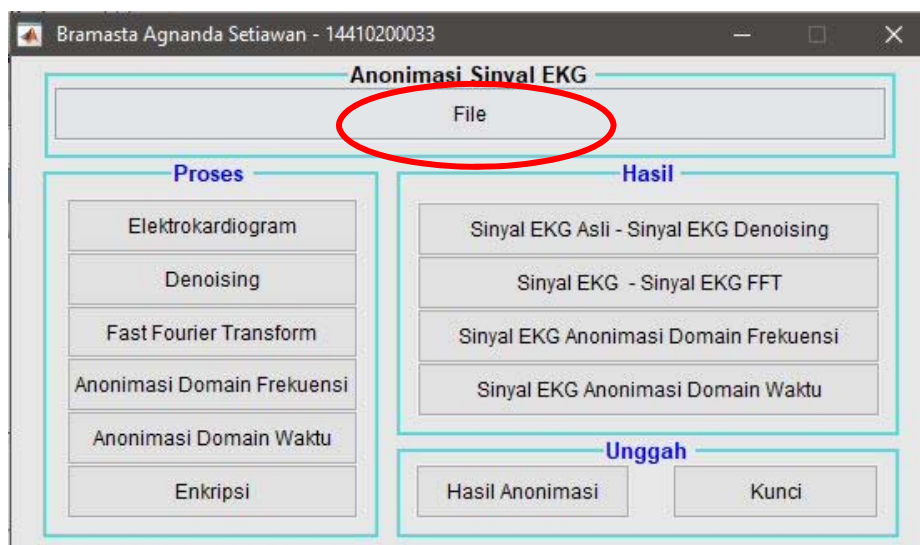 Bramasta Agnanda Setiawan - 14410200033
Anonimasi Sinyal EKG
File
Proses
Elektrokardiogram
Denoising
Fast Fourier Transform
Anonimasi Domain Frekuensi
Anonimasi Domain Waktu
Enkripsi
Hasil
Sinyal EKG Asli - Sinyal EKG Denoising
Sinyal EKG - Sinyal EKG FFT
Sinyal EKG Anonimasi Domain Frekuensi
Sinyal EKG Anonimasi Domain Waktu
Unggah
Hasil Anonimasi
Kunci